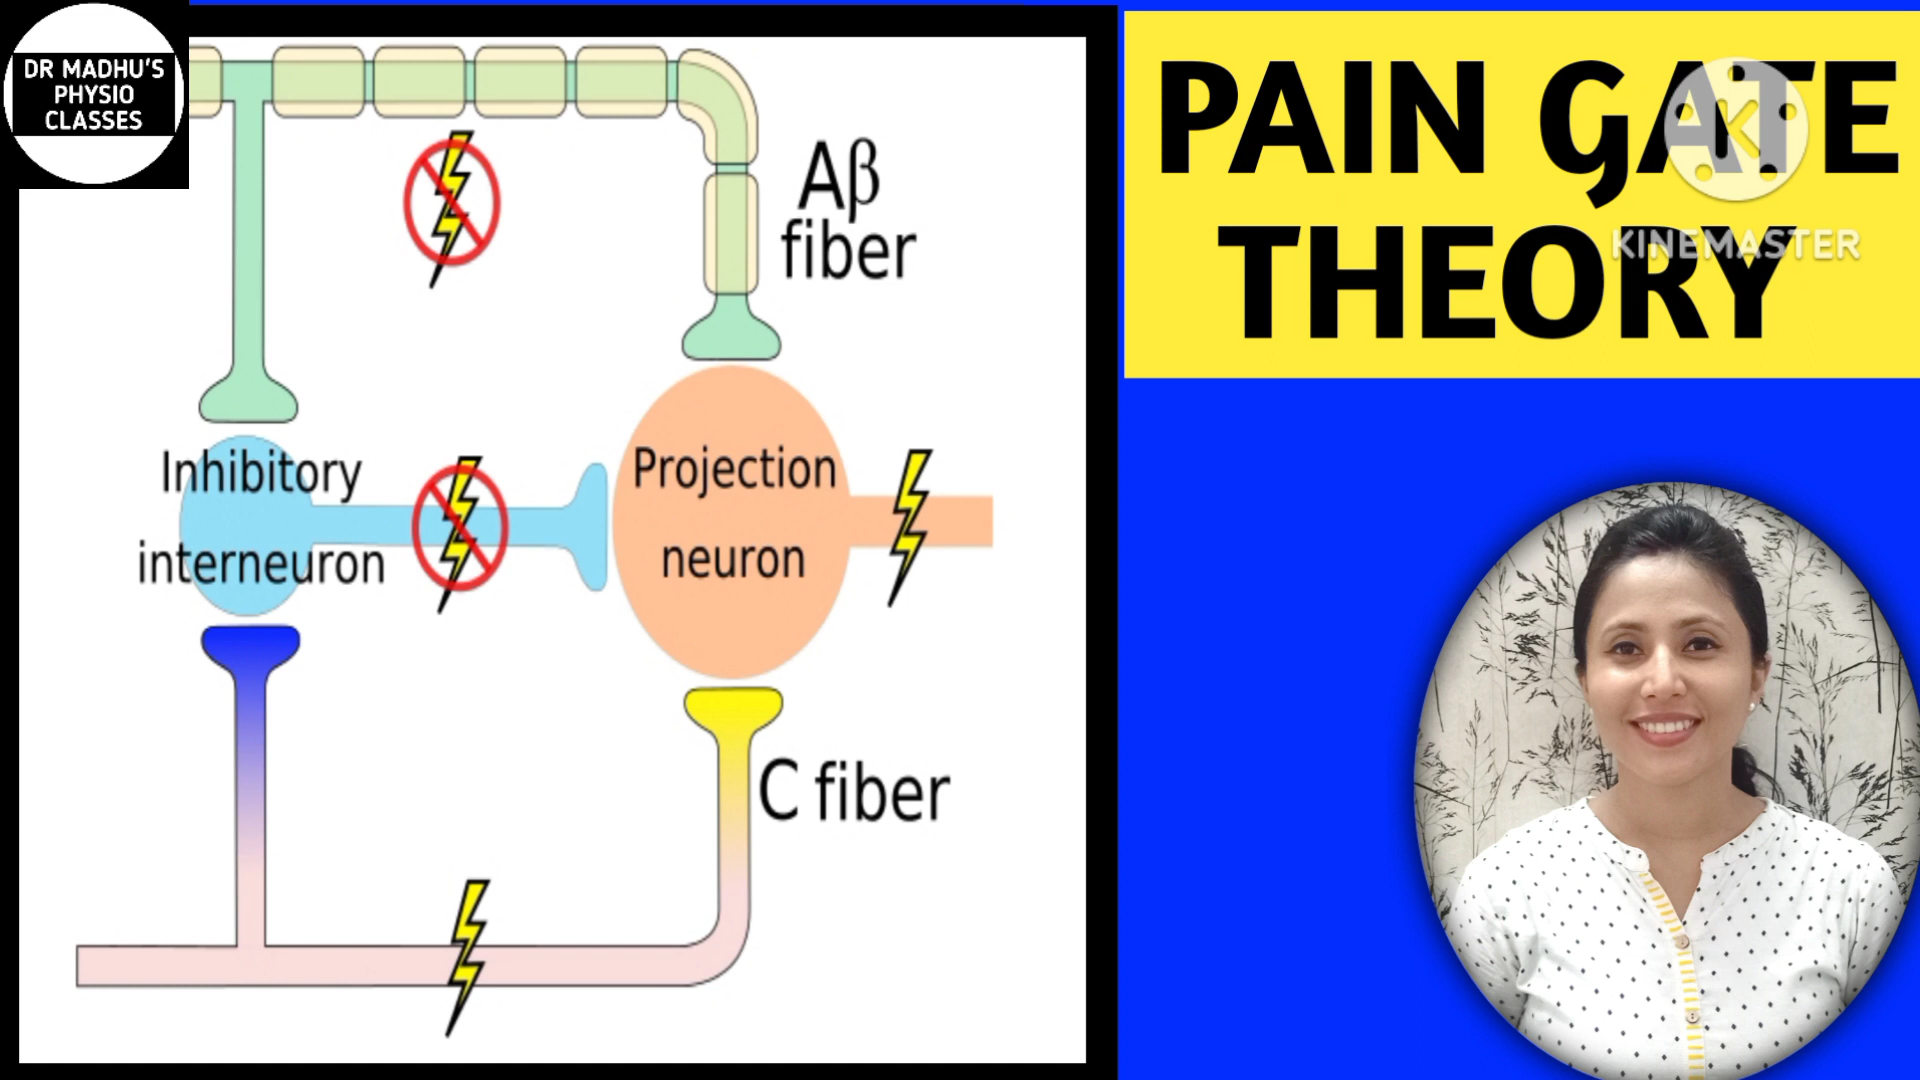 DR MADHU'S
PHYSIO
CLASSES
PAIN GATE
THEORY
KINEMASTER
Aβ
fiber
Inhibitory
interneuron
Projection
neuron
C fiber